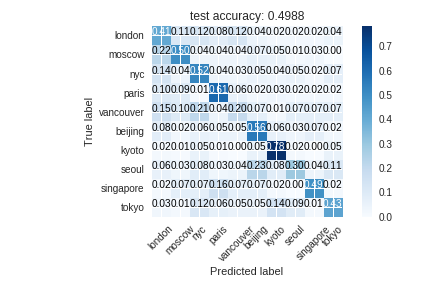 test accuracy: 0.4988
london 0.41 0.11 0.12 0.08 0.12 0.04 0.02 0.02 0.02 0.04
moscow 0.22 0.50 0.04 0.04 0.04 0.07 0.05 0.01 0.03 0.00
nyc 0.14 0.04 0.52 0.04 0.03 0.05 0.04 0.05 0.02 0.07
paris 0.10 0.09 0.01 0.61 0.06 0.02 0.03 0.02 0.05 0.02
vancouver 0.15 0.10 0.21 0.04 0.20 0.07 0.01 0.07 0.07 0.07
beijing 0.08 0.02 0.06 0.05 0.05 0.56 0.06 0.03 0.07 0.02
kyoto 0.02 0.01 0.05 0.01 0.00 0.05 0.78 0.02 0.00 0.05
seoul 0.06 0.03 0.08 0.03 0.04 0.23 0.08 0.30 0.04 0.11
singapore 0.02 0.07 0.07 0.16 0.07 0.07 0.02 0.00 0.49 0.02
tokyo 0.03 0.01 0.12 0.06 0.05 0.05 0.14 0.09 0.01 0.43
True label
london moscow nyc paris vancouver beijing kyoto seoul singapore tokyo
Predicted label
0.7
0.6
0.5
0.4
0.3
0.2
0.1
0.0